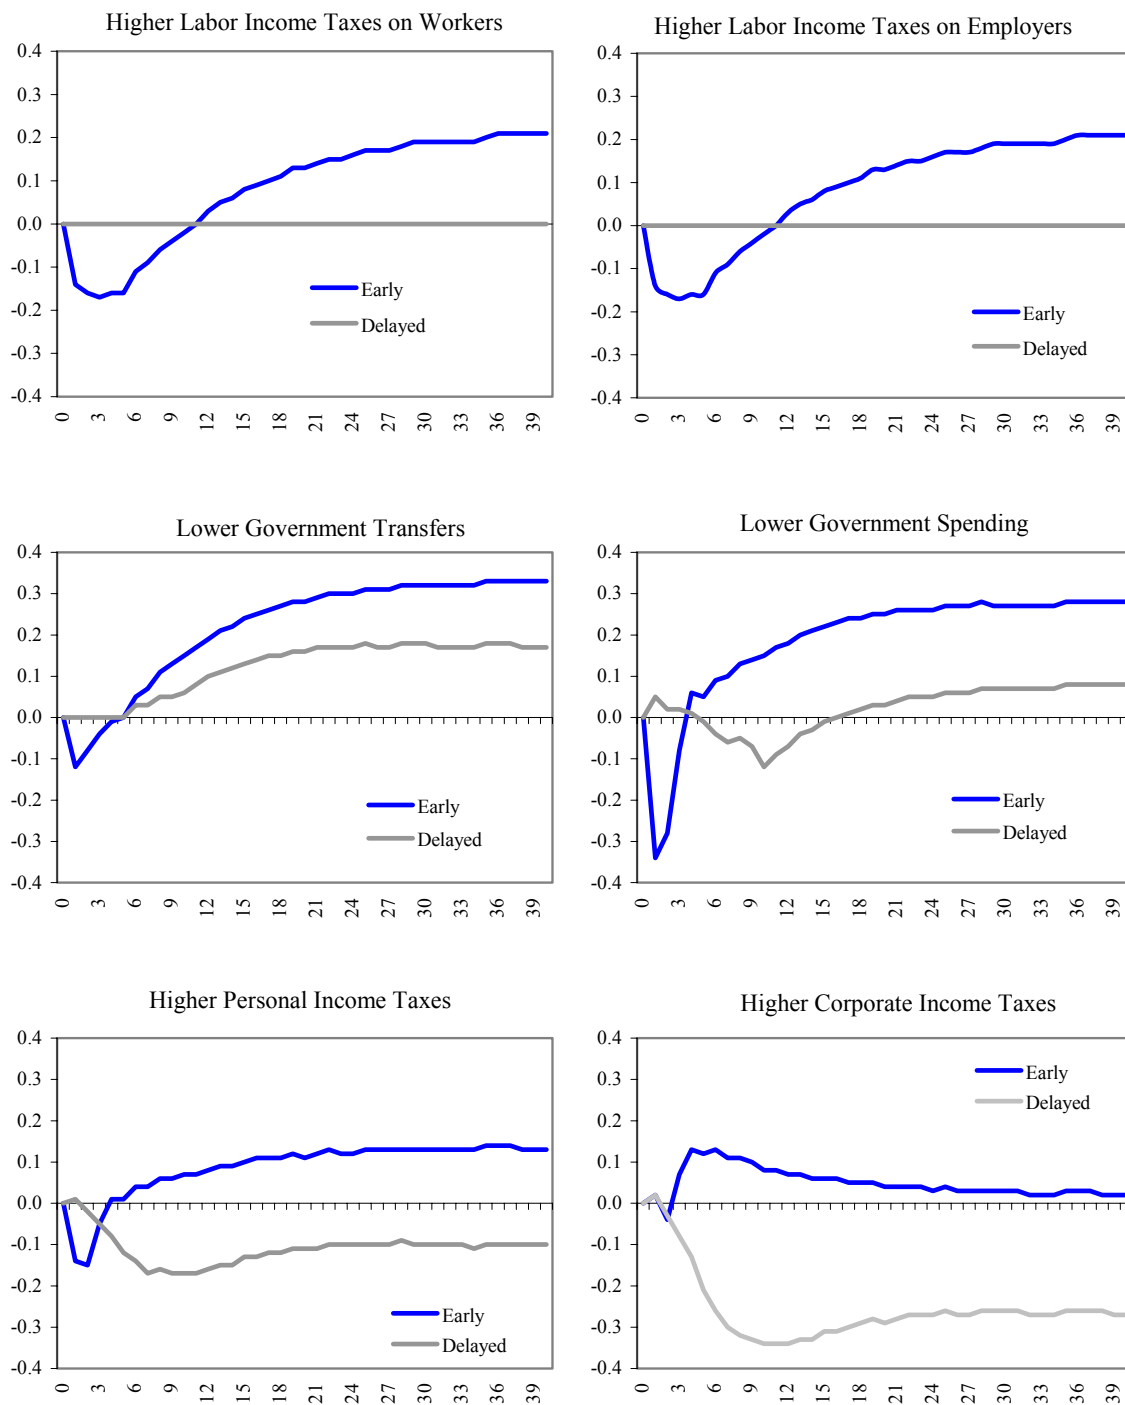 Higher Labor Income Taxes on Workers
0.4
0.3
0.2
0.1
0.0
-0.1
-0.2
-0.3
-0.4
Early
Delayed
0 3 6 9 12 15 18 21 24 27 30 33 36 39
Higher Labor Income Taxes on Employers
0.4
0.3
0.2
0.1
0.0
-0.1
-0.2
-0.3
-0.4
Early
Delayed
0 3 6 9 12 15 18 21 24 27 30 33 36 39
Lower Government Transfers
0.4
0.3
0.2
0.1
0.0
-0.1
-0.2
-0.3
-0.4
Early
Delayed
0 3 6 9 12 15 18 21 24 27 30 33 36 39
Lower Government Spending
0.4
0.3
0.2
0.1
0.0
-0.1
-0.2
-0.3
-0.4
Early
Delayed
0 3 6 9 12 15 18 21 24 27 30 33 36 39
Higher Personal Income Taxes
0.4
0.3
0.2
0.1
0.0
-0.1
-0.2
-0.3
-0.4
Early
Delayed
0 3 6 9 12 15 18 21 24 27 30 33 36 39
Higher Corporate Income Taxes
0.4
0.3
0.2
0.1
0.0
-0.1
-0.2
-0.3
-0.4
Early
Delayed
0 3 6 9 12 15 18 21 24 27 30 33 36 39